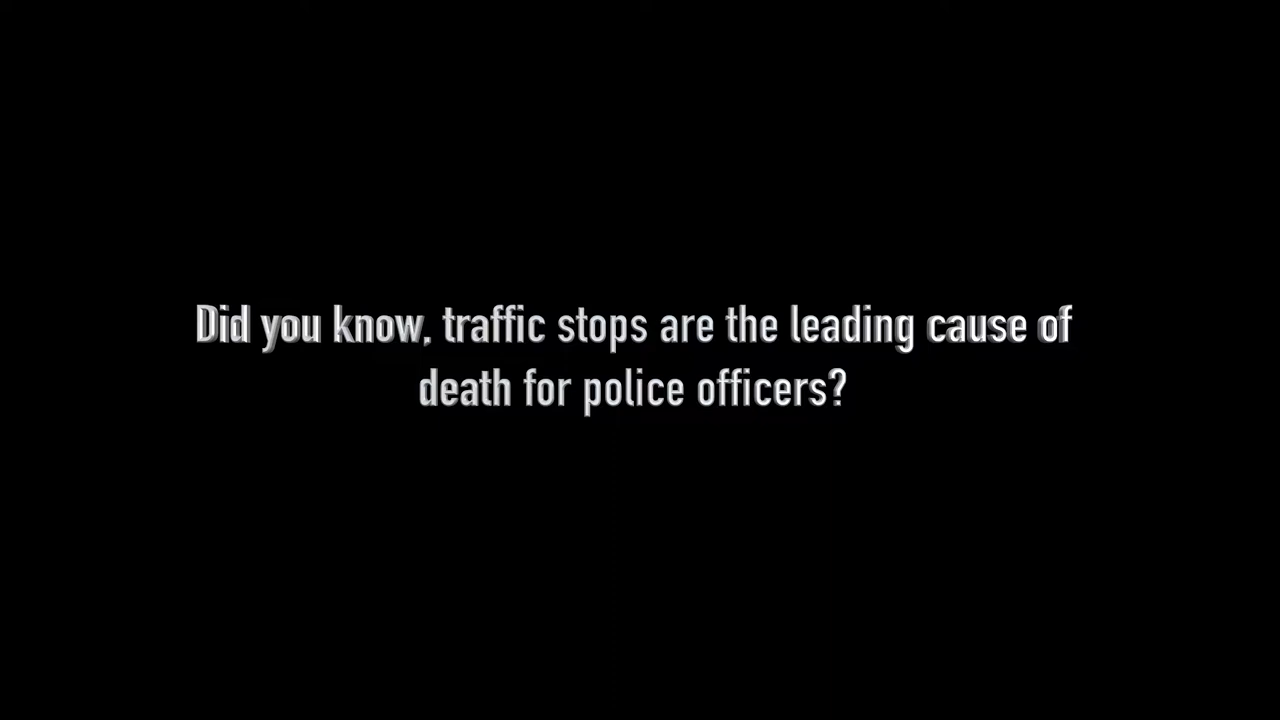 Did you know, traffic stops are the leading cause of
death for police officers?